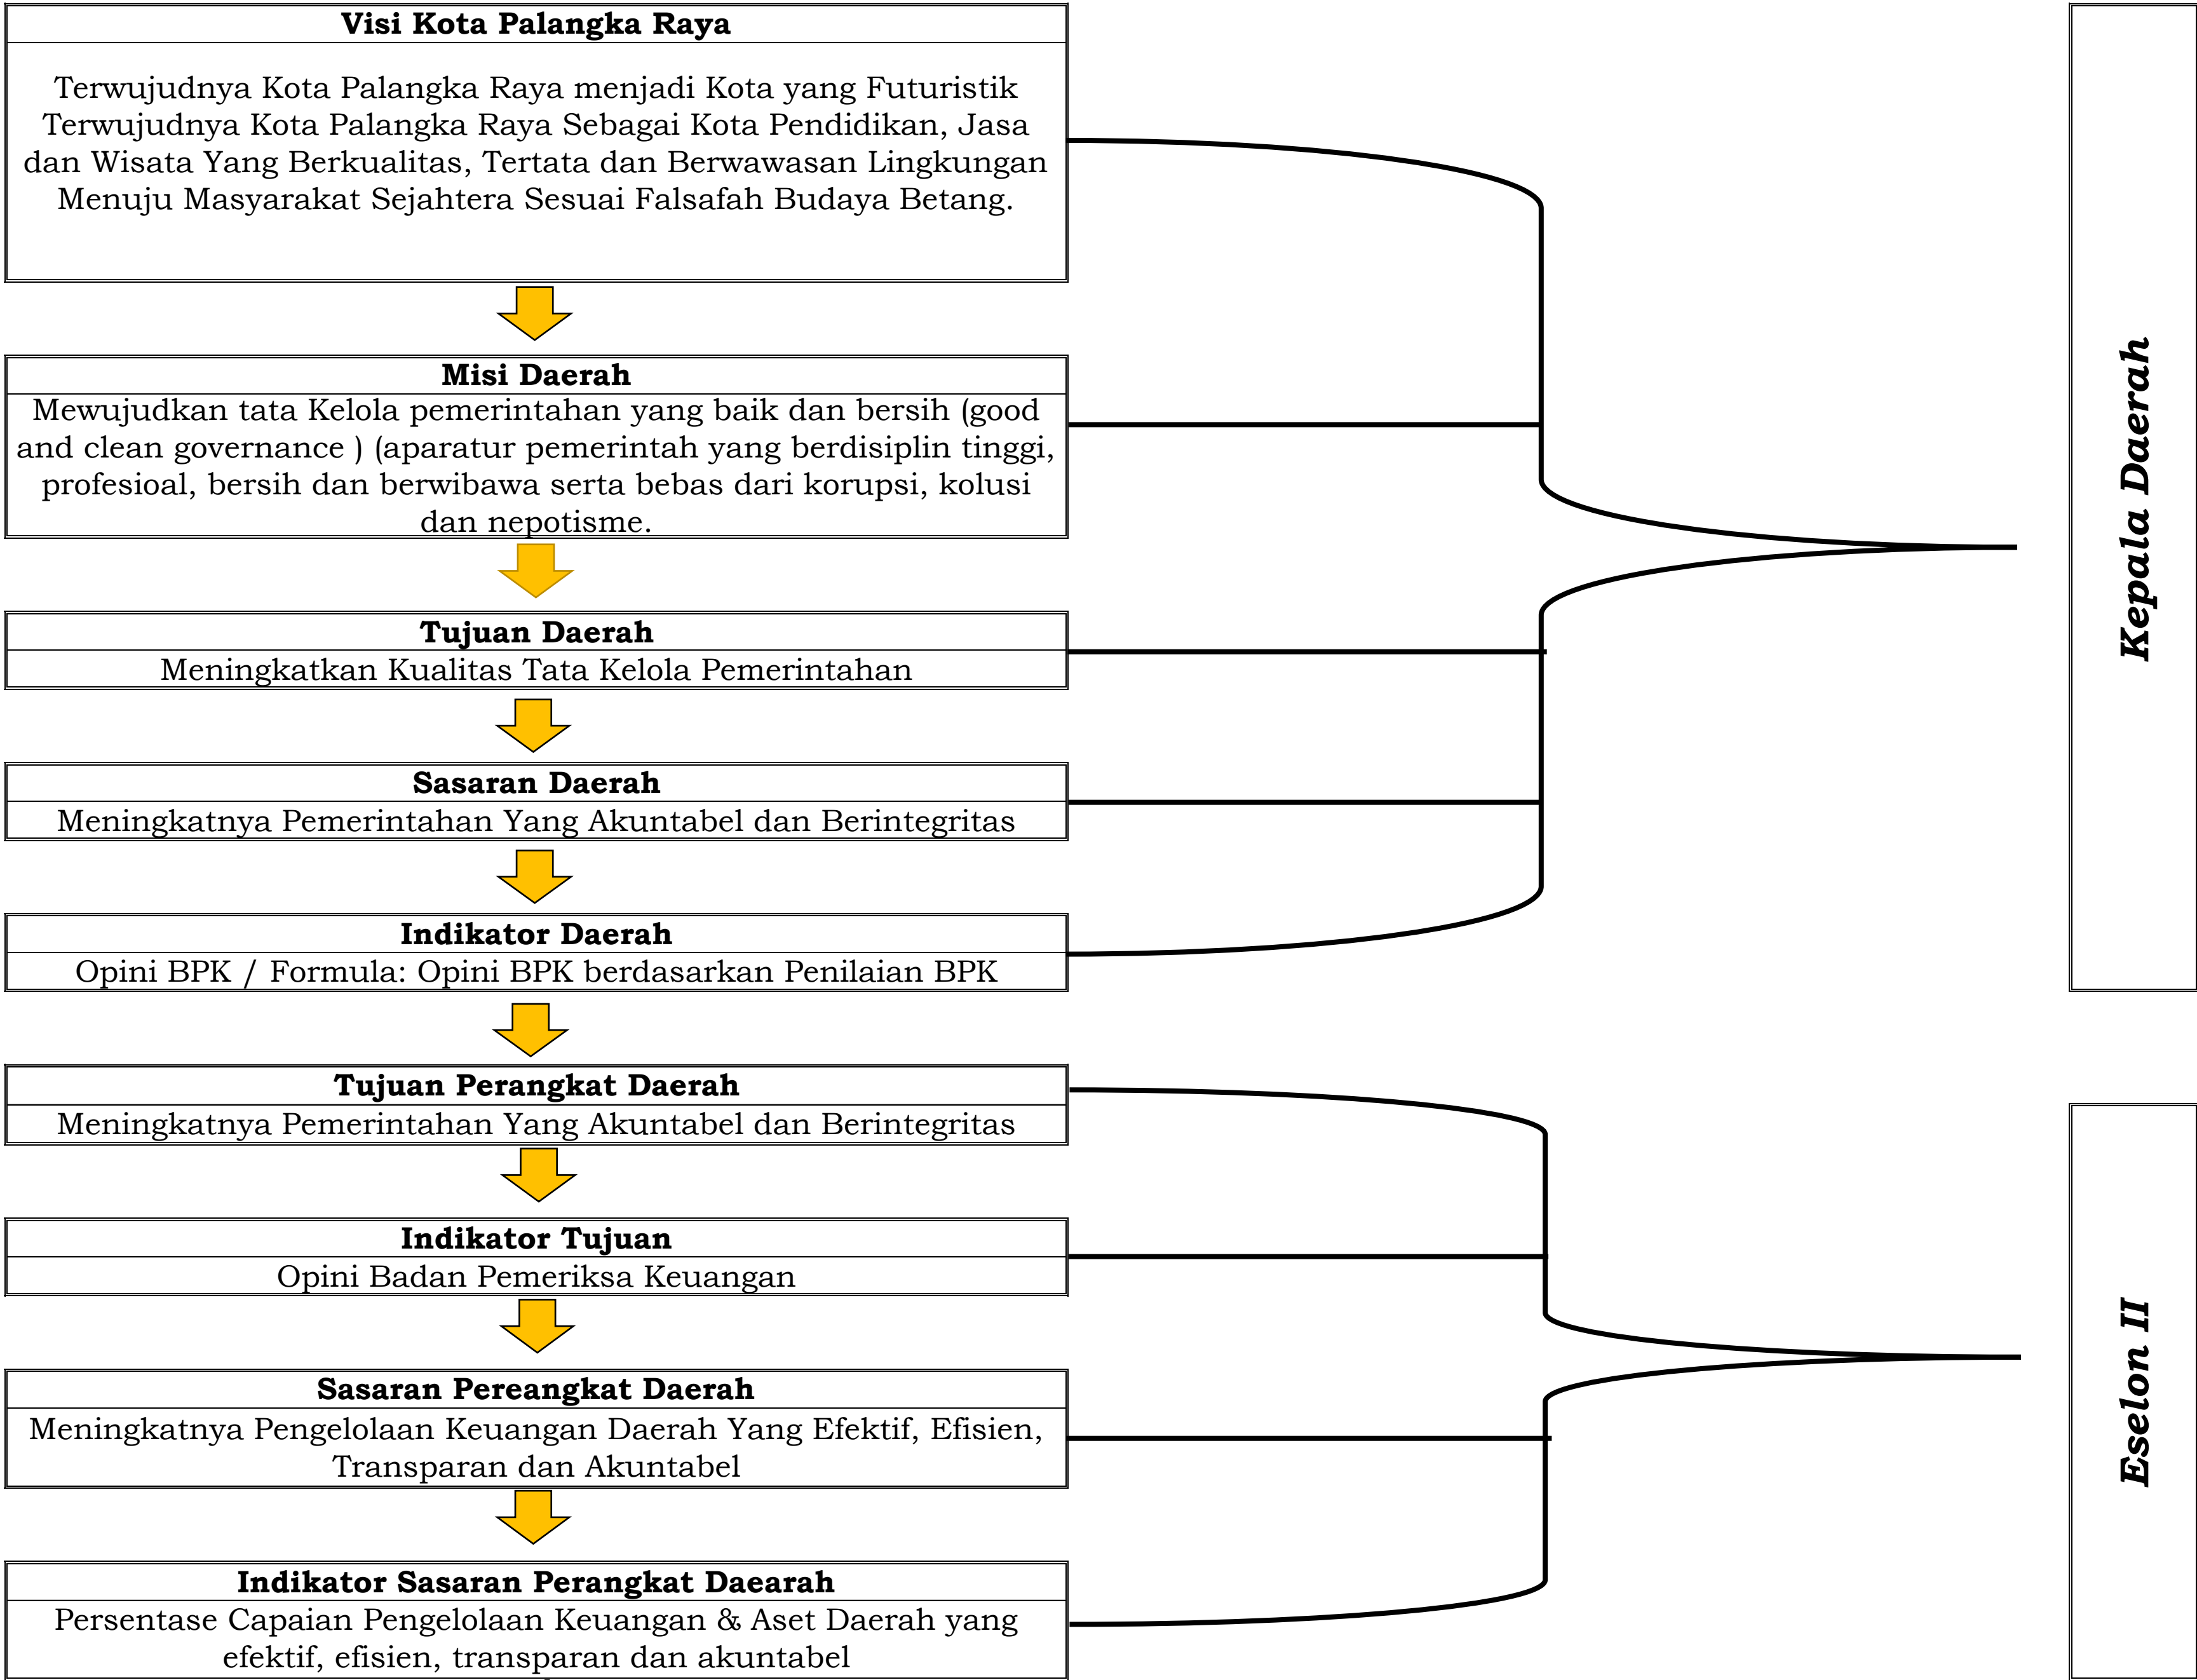 Visi Kota Palangka Raya
Terwujudnya Kota Palangka Raya menjadi Kota yang Futuristik
Terwujudnya Kota Palangka Raya Sebagai Kota Pendidikan, Jasa
dan Wisata Yang Berkualitas, Tertata dan Berwawasan Lingkungan
Menuju Masyarakat Sejahtera Sesuai Falsafah Budaya Betang.
Misi Daerah
Mewujudkan tata Kelola pemerintahan yang baik dan bersih (good
and clean governance ) (aparatur pemerintah yang berdisiplin tinggi,
profesioal, bersih dan berwibawa serta bebas dari korupsi, kolusi
dan nepotisme.
Tujuan Daerah
Meningkatkan Kualitas Tata Kelola Pemerintahan
Sasaran Daerah
Meningkatnya Pemerintahan Yang Akuntabel dan Berintegritas
Indikator Daerah
Opini BPK / Formula: Opini BPK berdasarkan Penilaian BPK
Kepala Daerah
Tujuan Perangkat Daerah
Meningkatnya Pemerintahan Yang Akuntabel dan Berintegritas
Indikator Tujuan
Opini Badan Pemeriksa Keuangan
Sasaran Pereangkat Daerah
Meningkatnya Pengelolaan Keuangan Daerah Yang Efektif, Efisien,
Transparan dan Akuntabel
Indikator Sasaran Perangkat Daearah
Persentase Capaian Pengelolaan Keuangan & Aset Daerah yang
efektif, efisien, transparan dan akuntabel
Eselon II